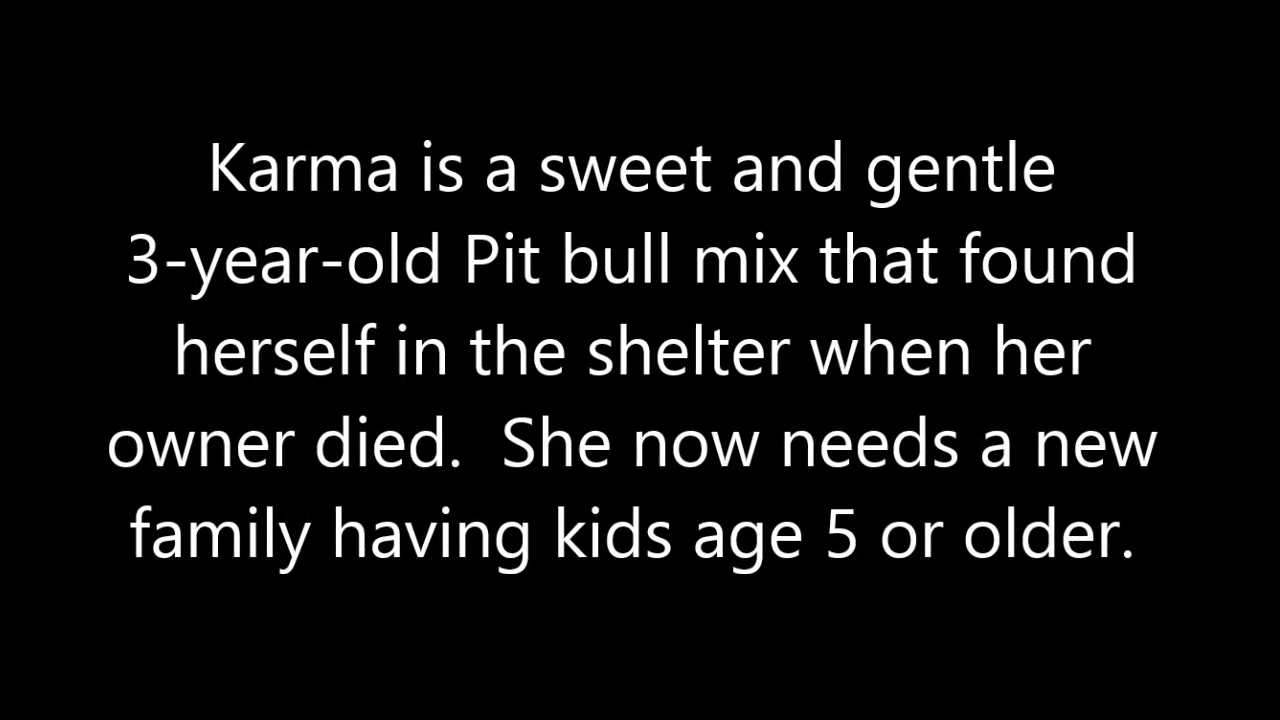 Karma is a sweet and gentle
3-year-old Pit bull mix that found
herself in the shelter when her
owner died.  She now needs a new
family having kids age 5 or older.